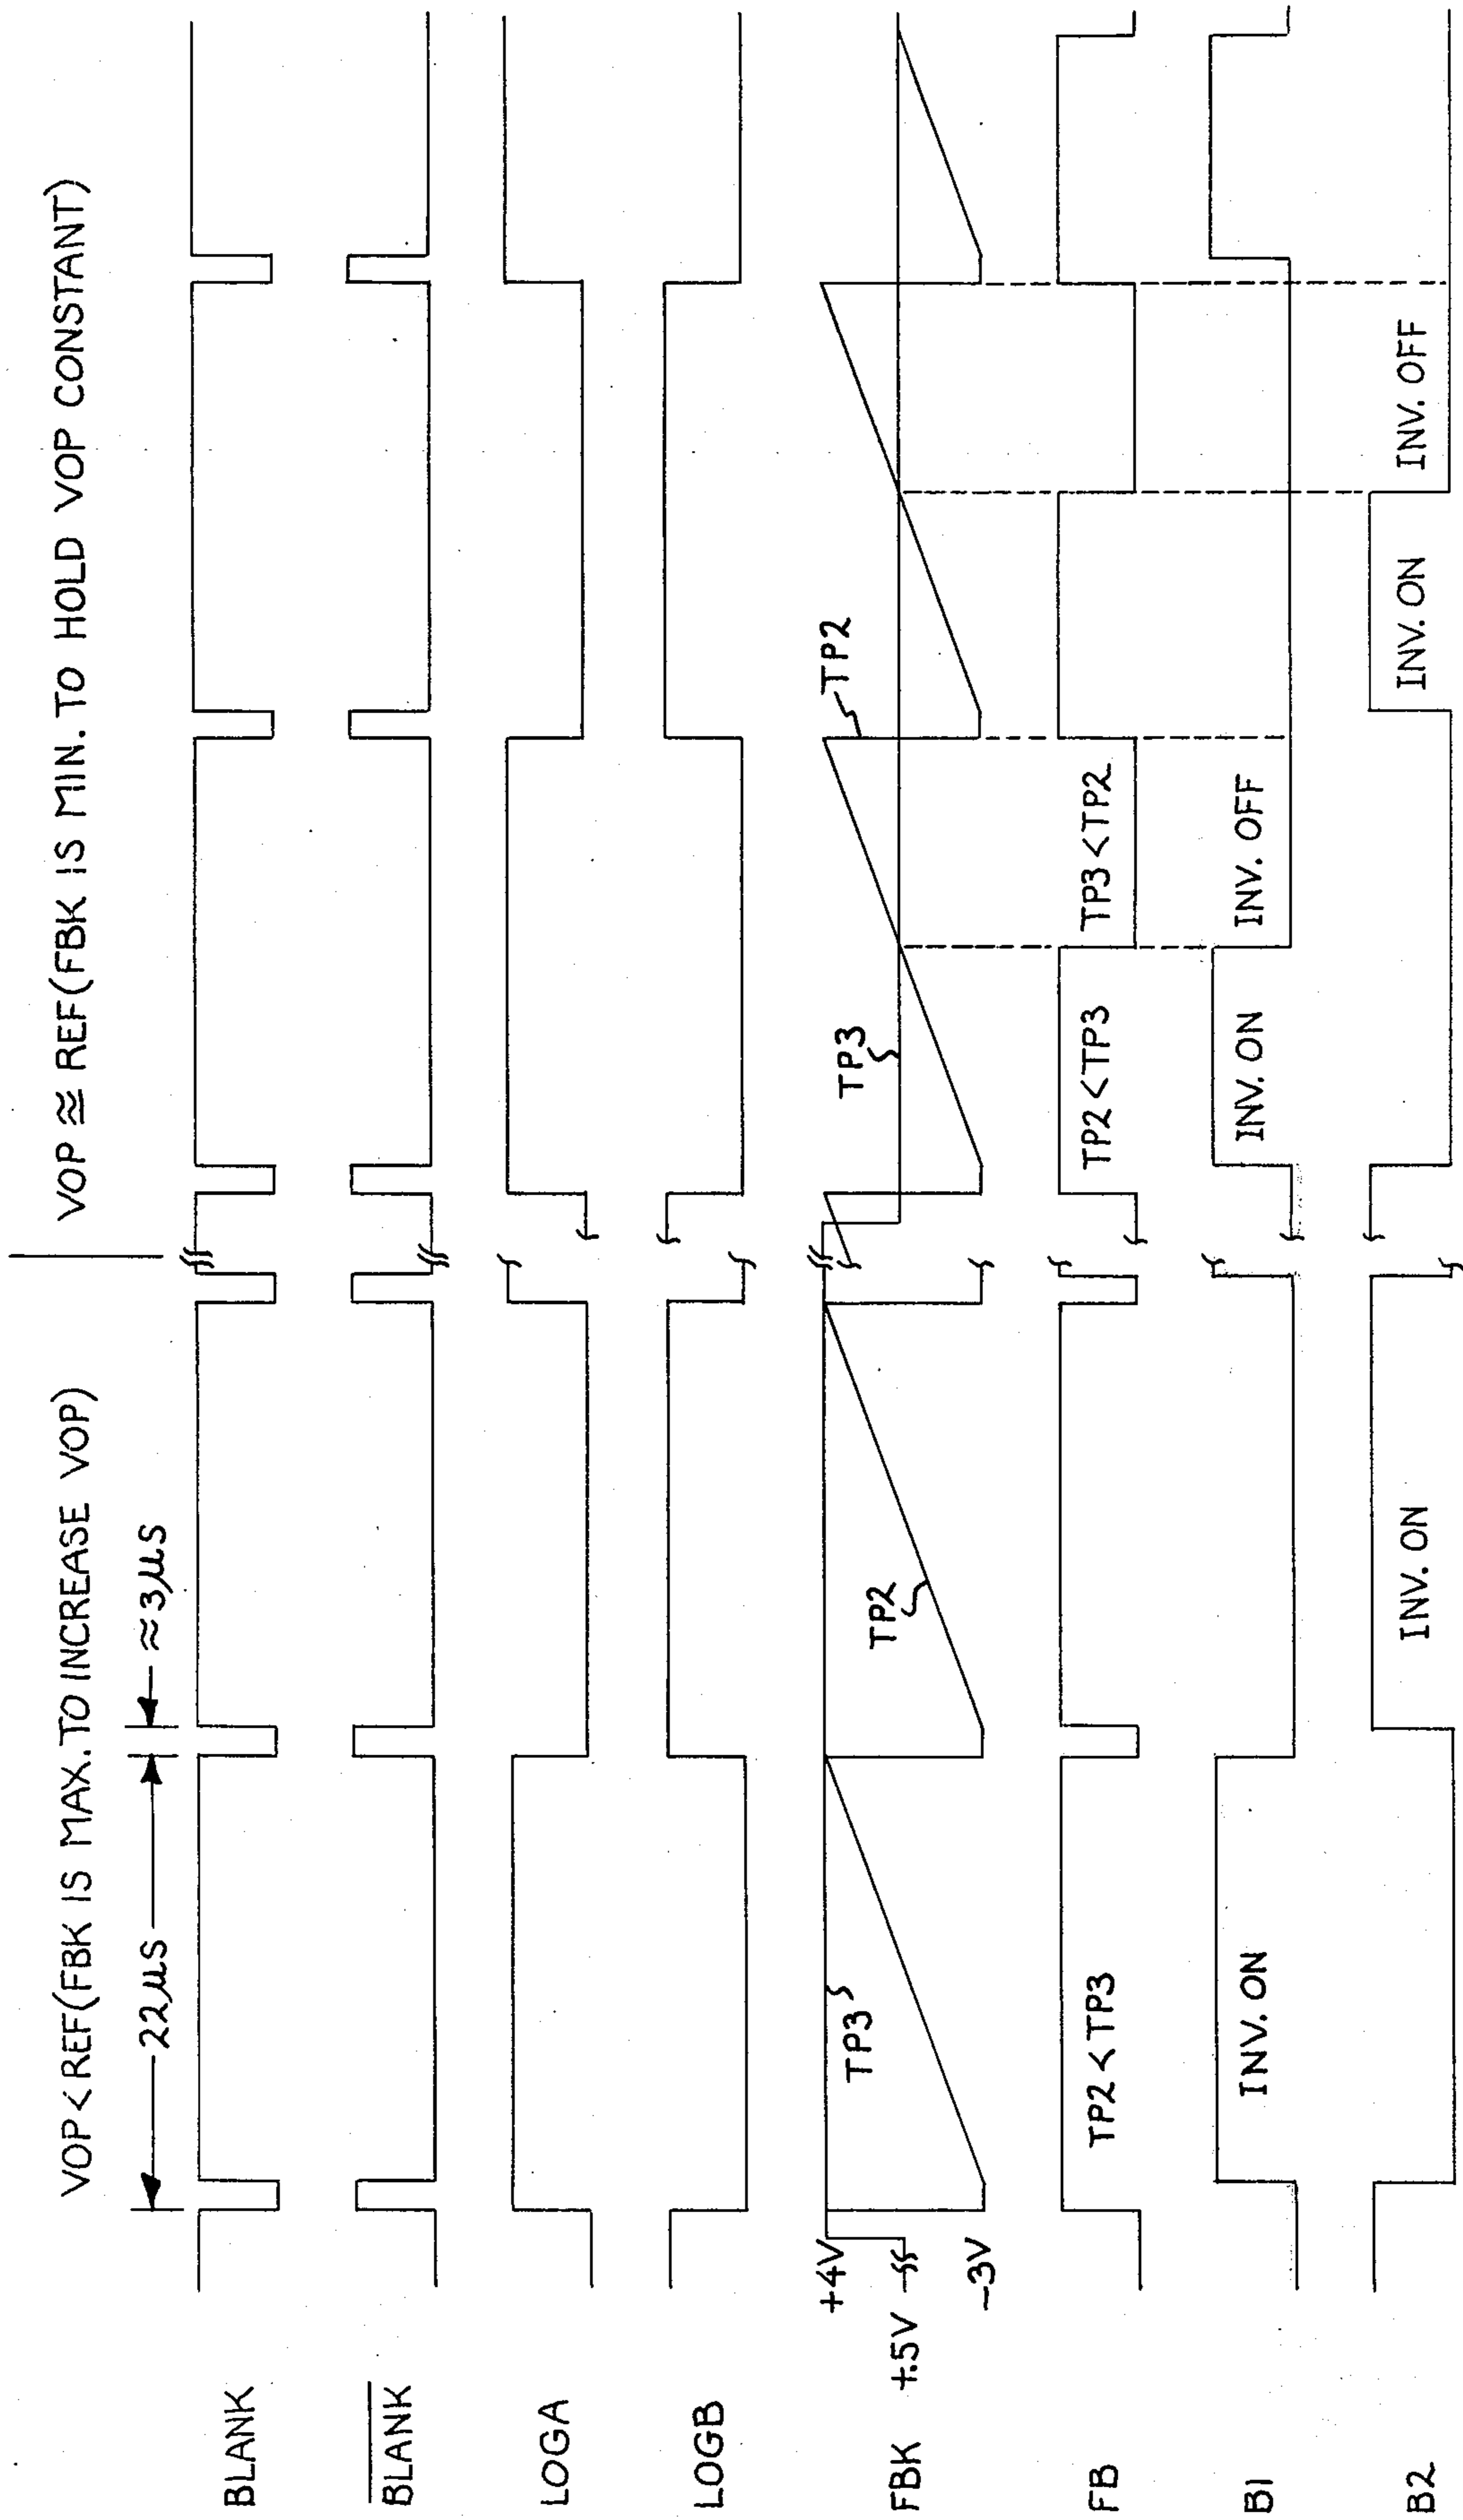 VOP<REF(FBK IS MAX. TO INCREASE VOP)
VOP ≅ REF(FBK IS MIN. TO HOLD VOP CONSTANT)
22µS
≈3µS
BLANK
BLANK
LOGA
LOGB
FBK
+4V
+.5V
-3V
TP3
TP2
TP3
TP2
FB
TP2<TP3
TP2<TP3
TP3<TP2
B1
INV. ON
INV. ON
INV. OFF
B2
INV. ON
INV. ON
INV. OFF